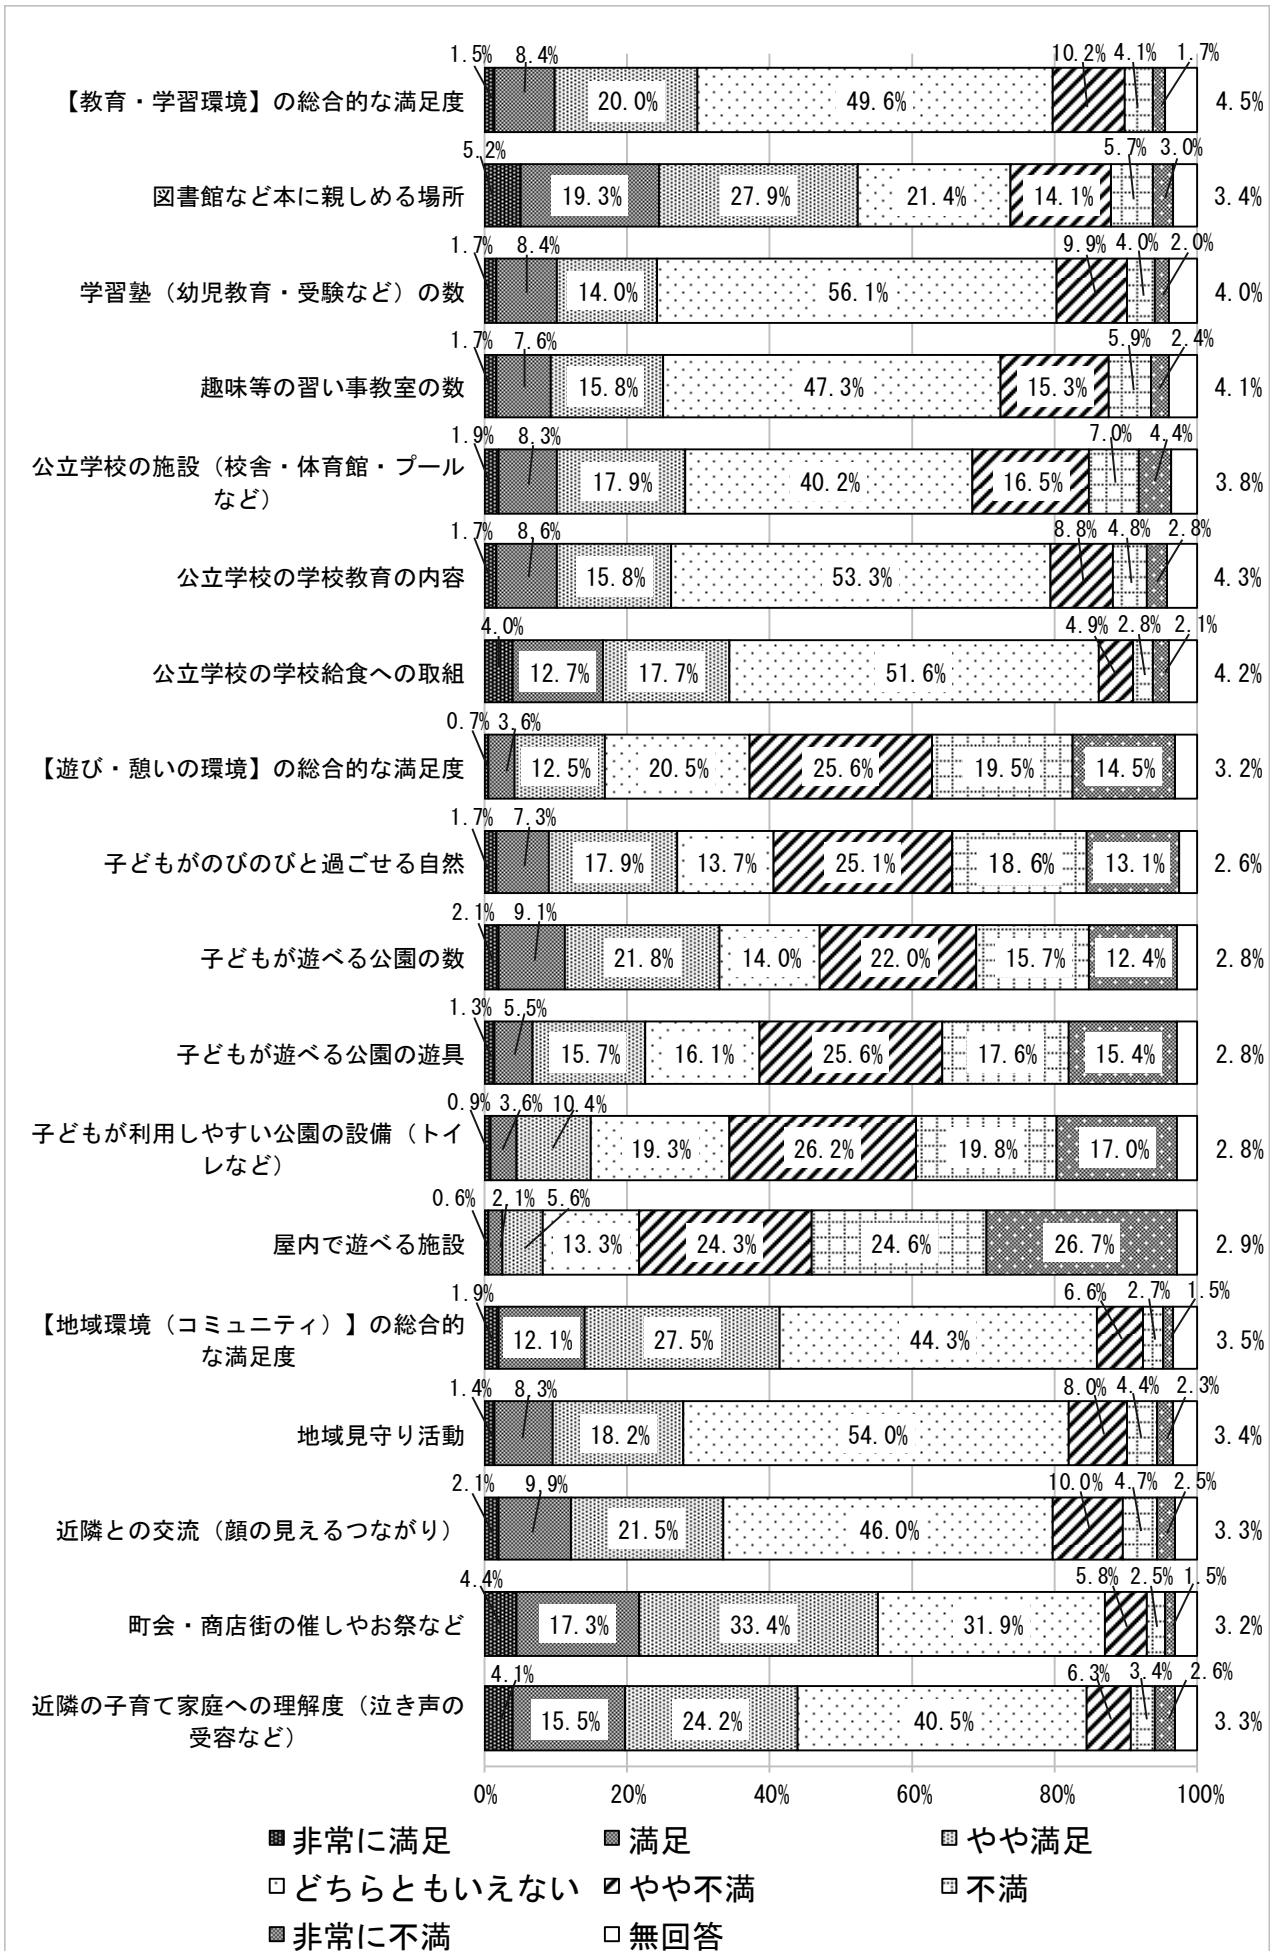 1.5% 8.4% 10.2% 4.1% 1.7%
【教育・学習環境】の総合的な満足度 20.0% 49.6% 4.5%
5.2% 5.7% 3.0%
図書館など本に親しめる場所 19.3% 27.9% 21.4% 14.1% 3.4%
1.7% 8.4% 9.9% 4.0% 2.0%
学習塾（幼児教育・受験など）の数 14.0% 56.1% 4.0%
1.7% 7.6% 5.9% 2.4%
趣味等の習い事教室の数 15.8% 47.3% 15.3% 4.1%
1.9% 8.3% 7.0% 4.4%
公立学校の施設（校舎・体育館・プール
など） 17.9% 40.2% 16.5% 3.8%
1.7% 8.6% 8.8% 4.8% 2.8%
公立学校の学校教育の内容 15.8% 53.3% 4.3%
4.0% 4.9% 2.8% 2.1%
公立学校の学校給食への取組 12.7% 17.7% 51.6% 4.2%
0.7% 3.6%
【遊び・憩いの環境】の総合的な満足度 12.5% 20.5% 25.6% 19.5% 14.5% 3.2%
1.7% 7.3%
子どもがのびのびと過ごせる自然 17.9% 13.7% 25.1% 18.6% 13.1% 2.6%
2.1% 9.1%
子どもが遊べる公園の数 21.8% 14.0% 22.0% 15.7% 12.4% 2.8%
1.3% 5.5%
子どもが遊べる公園の遊具 15.7% 16.1% 25.6% 17.6% 15.4% 2.8%
0.9% 3.6% 10.4%
子どもが利用しやすい公園の設備（トイ
レなど） 19.3% 26.2% 19.8% 17.0% 2.8%
0.6% 2.1% 5.6%
屋内で遊べる施設 13.3% 24.3% 24.6% 26.7% 2.9%
1.9% 6.6% 2.7% 1.5%
【地域環境（コミュニティ）】の総合的
な満足度 12.1% 27.5% 44.3% 3.5%
1.4% 8.3% 8.0% 4.4% 2.3%
地域見守り活動 18.2% 54.0% 3.4%
2.1% 9.9% 10.0% 4.7% 2.5%
近隣との交流（顔の見えるつながり） 21.5% 46.0% 3.3%
4.4% 5.8% 2.5% 1.5%
町会・商店街の催しやお祭など 17.3% 33.4% 31.9% 3.2%
4.1% 6.3% 3.4% 2.6%
近隣の子育て家庭への理解度（泣き声の
受容など） 15.5% 24.2% 40.5% 3.3%
0% 20% 40% 60% 80% 100%
非常に満足 満足 やや満足
どちらともいえない やや不満 不満
非常に不満 無回答